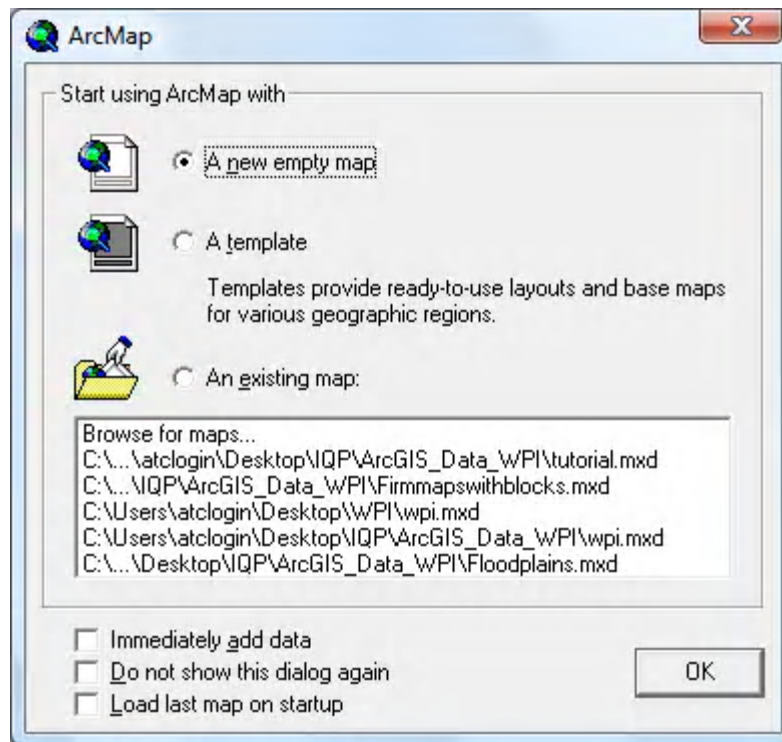 ArcMap
Start using ArcMap with
A new empty map
A template
Templates provide ready-to-use layouts and base maps
for various geographic regions.
An existing map:
Browse for maps...
C:\...\atclogin\Desktop\IQP\ArcGIS_Data_WPI\tutorial.mxd
C:\...\IQP\ArcGIS_Data_WPI\Firmmapswithblocks.mxd
C:\Users\atclogin\Desktop\WPI\wpi.mxd
C:\Users\atclogin\Desktop\IQP\ArcGIS_Data_WPI\wpi.mxd
C:\...\Desktop\IQP\ArcGIS_Data_WPI\Floodplains.mxd
Immediately add data
Do not show this dialog again
Load last map on startup
OK